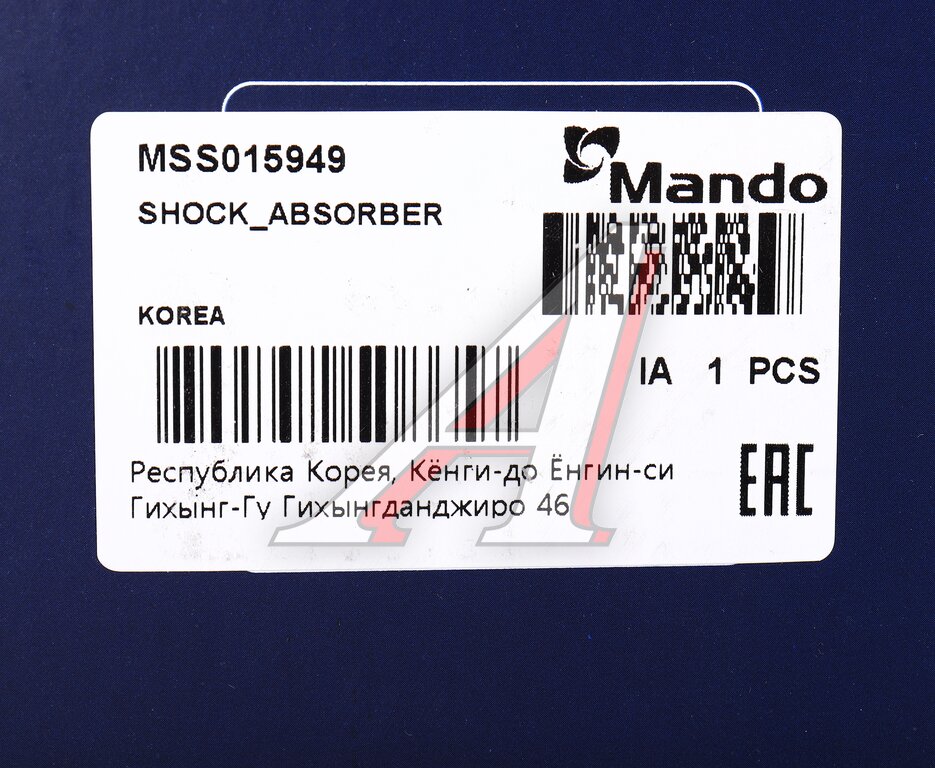 MSS015949
Mando
SHOCK_ABSORBER
KOREA
IA 1 PCS
Республика Корея, Кёнги-до Ёнгин-си
Гихынг-Гу Гихынгданджиро 46
EAC